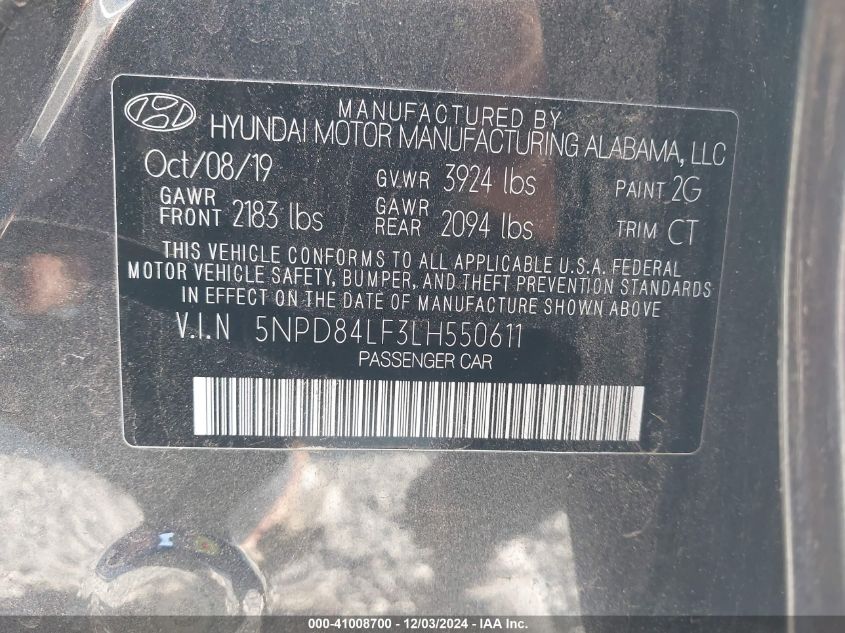 MANUFACTURED BY
HYUNDAI MOTOR MANUFACTURING ALABAMA, LLC
Oct/08/19 GVWR 3924 lbs PAINT 2G
GAWR FRONT 2183 lbs GAWR REAR 2094 lbs TRIM CT
THIS VEHICLE CONFORMS TO ALL APPLICABLE U.S.A. FEDERAL
MOTOR VEHICLE SAFETY, BUMPER, AND THEFT PREVENTION STANDARDS
IN EFFECT ON THE DATE OF MANUFACTURE SHOWN ABOVE
V.I.N 5NPD84LF3LH550611
PASSENGER CAR
000-41008700 - 12/03/2024 - IAA Inc.